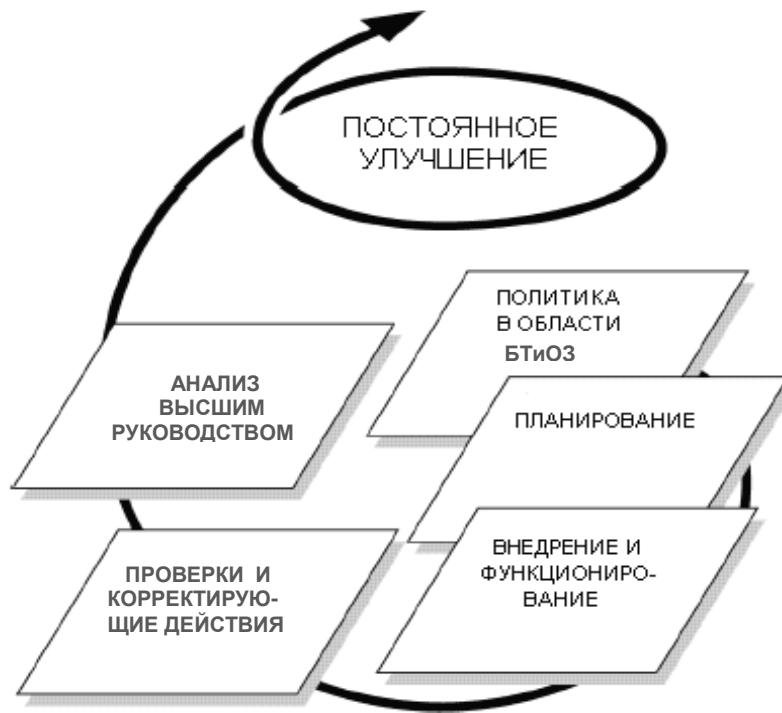 ПОСТОЯННОЕ
УЛУЧШЕНИЕ
ПОЛИТИКА
В ОБЛАСТИ
БТиОЗ
ПЛАНИРОВАНИЕ
ВНЕДРЕНИЕ И
ФУНКЦИОНИРО-
ВАНИЕ
ПРОВЕРКИ И
КОРРЕКТИРУЮ-
ЩИЕ ДЕЙСТВИЯ
АНАЛИЗ
ВЫСШИМ
РУКОВОДСТВОМ